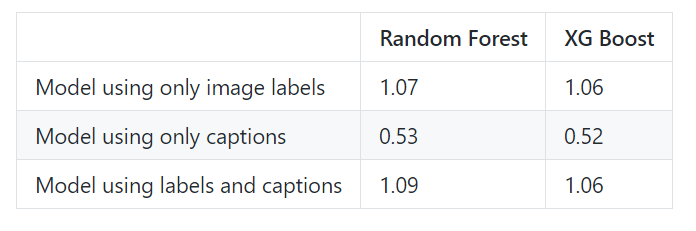 Random Forest XG Boost
Model using only image labels 1.07 1.06
Model using only captions 0.53 0.52
Model using labels and captions 1.09 1.06